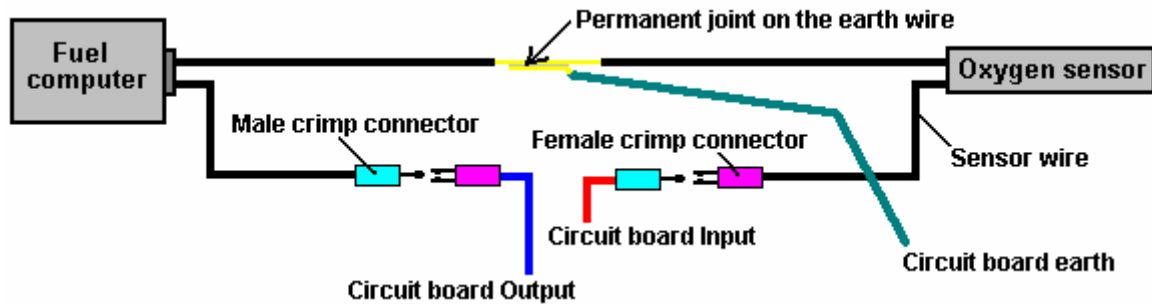 Permanent joint on the earth wire
Fuel
computer
Oxygen sensor
Male crimp connector
Female crimp connector
Sensor wire
Circuit board Input
Circuit board earth
Circuit board Output